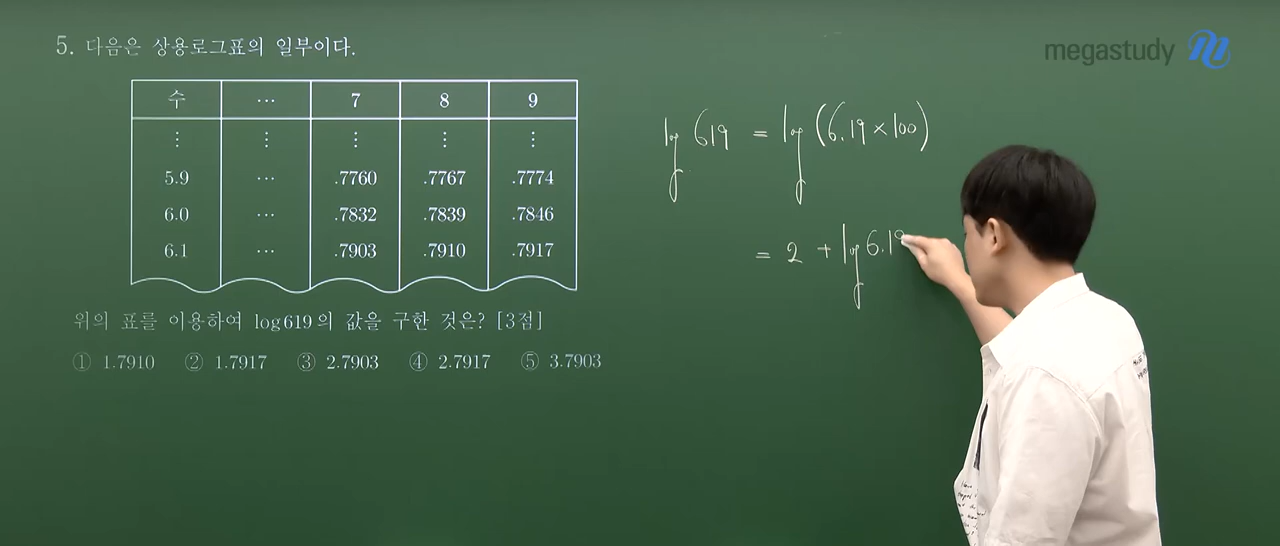 megastudy
5. 다음은 상용로그표의 일부이다.
수 ⋯ 7 8 9
⋮ ⋮ ⋮ ⋮ ⋮
5.9 ⋯ .7760 .7767 .7774
6.0 ⋯ .7832 .7839 .7846
6.1 ⋯ .7903 .7910 .7917
위의 표를 이용하여 log619의 값을 구한 것은? [3점]
① 1.7910 ② 1.7917 ③ 2.7903 ④ 2.7917 ⑤ 3.7903
log 619 = log (6.19 × 100)
= 2 + log 6.19